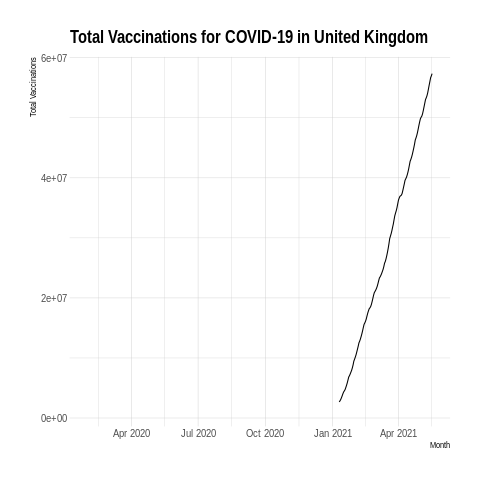 Total Vaccinations for COVID-19 in United Kingdom
Total Vaccinations
6e+07
4e+07
2e+07
0e+00
Apr 2020 Jul 2020 Oct 2020 Jan 2021 Apr 2021
Month